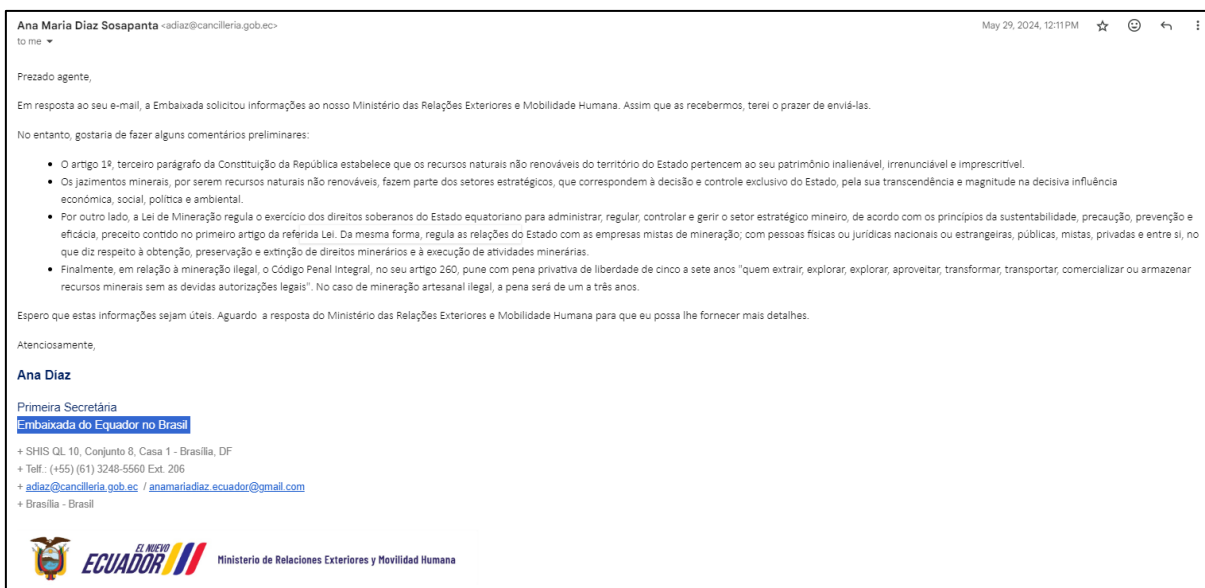 Ana Maria Diaz Sosapanta <adiaz@cancilleria.gob.ec>
May 29, 2024, 12:11 PM
to me
Prezado agente,
Em resposta ao seu e-mail, a Embaixada solicitou informações ao nosso Ministério das Relações Exteriores e Mobilidade Humana. Assim que as recebermos, terei o prazer de enviá-las.
No entanto, gostaria de fazer alguns comentários preliminares:
• O artigo 1º, terceiro parágrafo da Constituição da República estabelece que os recursos naturais não renováveis do território do Estado pertencem ao seu patrimônio inalienável, irrenunciável e imprescritível.
• Os jazimentos minerais, por serem recursos naturais não renováveis, fazem parte dos setores estratégicos, que correspondem à decisão e controle exclusivo do Estado, pela sua transcendência e magnitude na decisiva influência
económica, social, política e ambiental.
• Por outro lado, a Lei de Mineração regula o exercício dos direitos soberanos do Estado equatoriano para administrar, regular, controlar e gerir o setor estratégico mineiro, de acordo com os princípios da sustentabilidade, precaução, prevenção e
eficácia, preceito contido no primeiro artigo da referida Lei. Da mesma forma, regula as relações do Estado com as empresas mistas de mineração; com pessoas físicas ou jurídicas nacionais ou estrangeiras, públicas, mistas, privadas e entre si, no
que diz respeito à obtenção, preservação e extinção de direitos minerários e à execução de atividades minerárias.
• Finalmente, em relação à mineração ilegal, o Código Penal Integral, no seu artigo 260, pune com pena privativa de liberdade de cinco a sete anos "quem extrair, explorar, explorar, aproveitar, transformar, transportar, comercializar ou armazenar
recursos minerais sem as devidas autorizações legais". No caso de mineração artesanal ilegal, a pena será de um a três anos.
Espero que estas informações sejam úteis. Aguardo a resposta do Ministério das Relações Exteriores e Mobilidade Humana para que eu possa lhe fornecer mais detalhes.
Atenciosamente,
Ana Diaz
Primeira Secretária
Embaixada do Equador no Brasil
+ SHIS QL 10, Conjunto 8, Casa 1 - Brasília, DF
+ Telf.: (+55) (61) 3248-5560 Ext. 206
+ adiaz@cancilleria.gob.ec / anamariadiaz.ecuador@gmail.com
+ Brasília - Brasil
EL NUEVO
ECUADOR
Ministerio de Relaciones Exteriores y Movilidad Humana